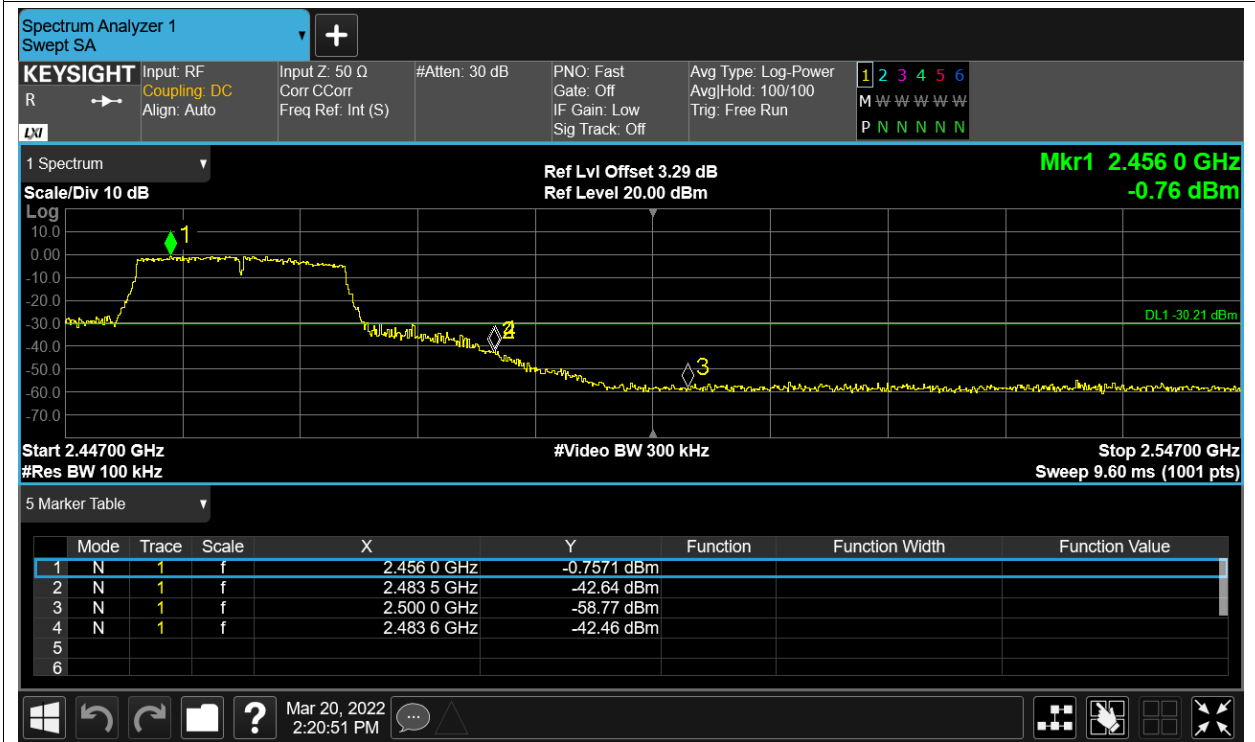 Spectrum Analyzer 1
Swept SA
+
KEYSIGHT
R
LXI
Input: RF
Coupling: DC
Align: Auto
Input Z: 50 Ω
Corr CCorr
Freq Ref: Int (S)
#Atten: 30 dB
PNO: Fast
Gate: Off
IF Gain: Low
Sig Track: Off
Avg Type: Log-Power
Avg|Hold: 100/100
Trig: Free Run
1 2 3 4 5 6
M W W W W W
P N N N N N
1 Spectrum
Scale/Div 10 dB
Ref Lvl Offset 3.29 dB
Ref Level 20.00 dBm
Mkr1 2.456 0 GHz
-0.76 dBm
Log
10.0
0.00
-10.0
-20.0
-30.0
-40.0
-50.0
-60.0
-70.0
1
3
DL1 -30.21 dBm
Start 2.44700 GHz
#Res BW 100 kHz
#Video BW 300 kHz
Stop 2.54700 GHz
Sweep 9.60 ms (1001 pts)
5 Marker Table
Mode Trace Scale X Y Function Function Width Function Value
1 N 1 f 2.456 0 GHz -0.7571 dBm
2 N 1 f 2.483 5 GHz -42.64 dBm
3 N 1 f 2.500 0 GHz -58.77 dBm
4 N 1 f 2.483 6 GHz -42.46 dBm
5
6
?
Mar 20, 2022
2:20:51 PM